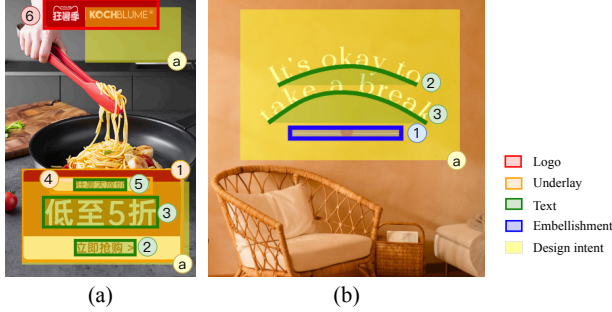 6
狂暑季 KOCHBLUME
a
1
4
5
低至5折
3
立即抢购 >
2
a
It's okay to
2
take a break
3
1
a
Logo
Underlay
Text
Embellishment
Design intent
(a)
(b)